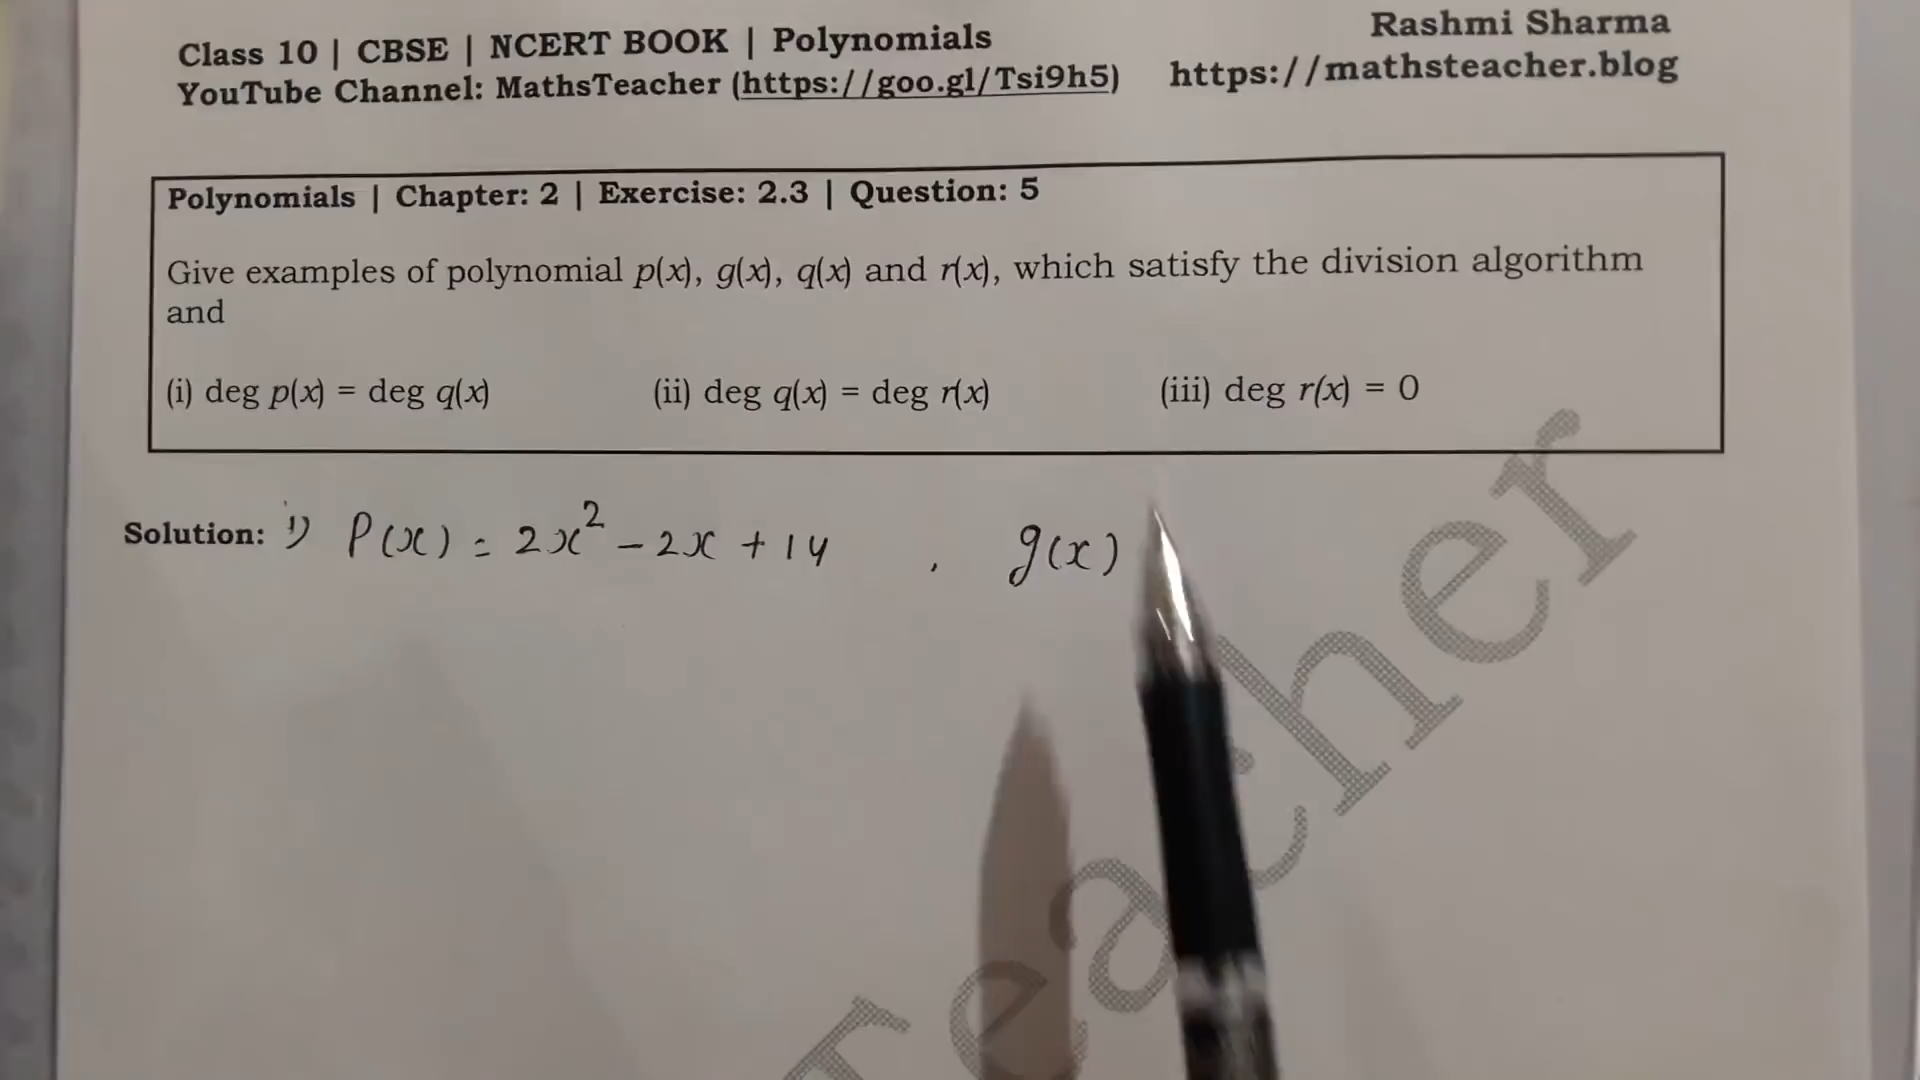 Class 10 | CBSE | NCERT BOOK | Polynomials
Rashmi Sharma
YouTube Channel: MathsTeacher (https://goo.gl/Tsi9h5)
https://mathsteacher.blog
Polynomials | Chapter: 2 | Exercise: 2.3 | Question: 5
Give examples of polynomial p(x), g(x), q(x) and r(x), which satisfy the division algorithm
and
(i) deg p(x) = deg q(x) (ii) deg q(x) = deg r(x) (iii) deg r(x) = 0
Solution: i) P(x) = 2x² - 2x + 14 , g(x)
Teacher